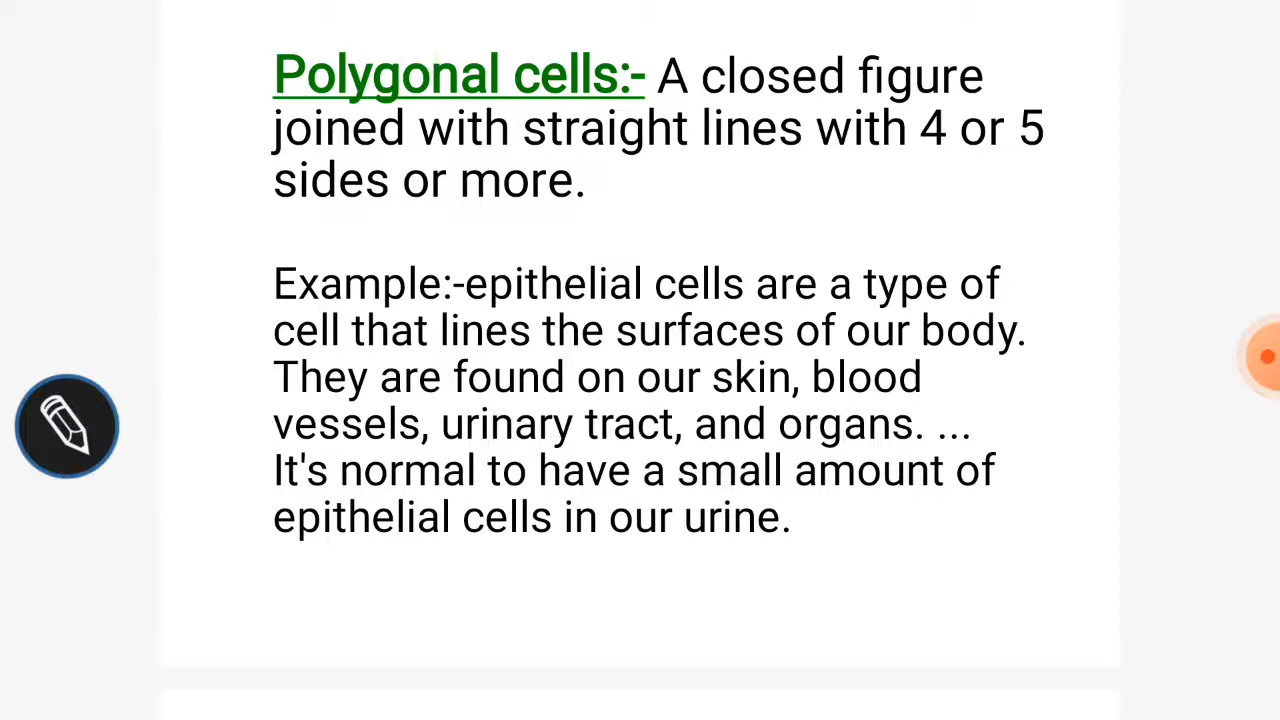 Polygonal cells:- A closed figure
joined with straight lines with 4 or 5
sides or more.
Example:-epithelial cells are a type of
cell that lines the surfaces of our body.
They are found on our skin, blood
vessels, urinary tract, and organs. ...
It's normal to have a small amount of
epithelial cells in our urine.